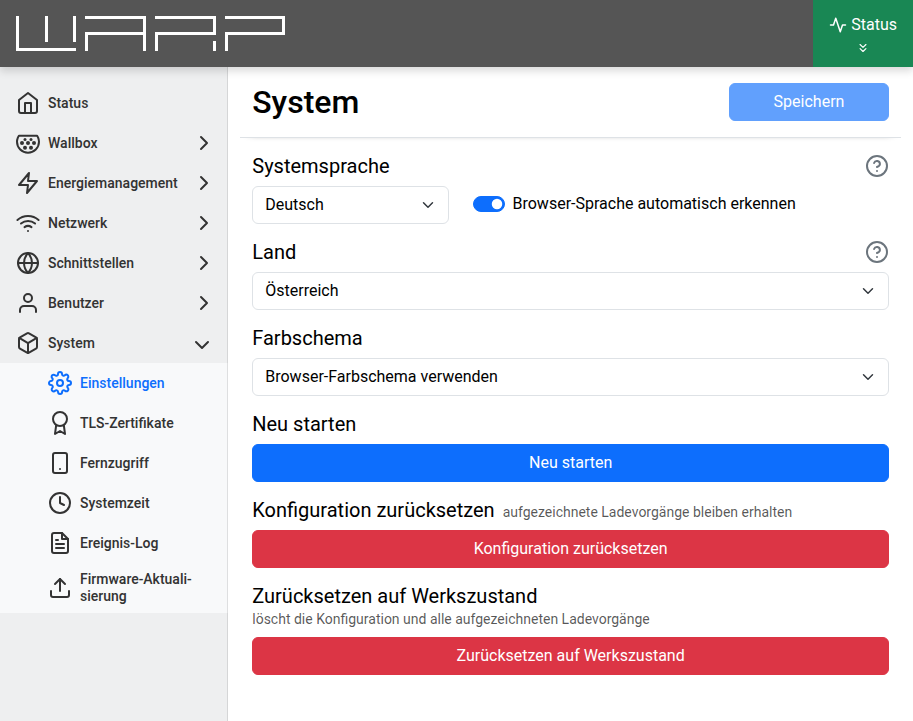 WARP
Status
Status
Wallbox
Energiemanagement
Netzwerk
Schnittstellen
Benutzer
System
Einstellungen
TLS-Zertifikate
Fernzugriff
Systemzeit
Ereignis-Log
Firmware-Aktuali-
sierung
System
Speichern
Systemsprache
Deutsch
Browser-Sprache automatisch erkennen
Land
Österreich
Farbschema
Browser-Farbschema verwenden
Neu starten
Neu starten
Konfiguration zurücksetzen aufgezeichnete Ladevorgänge bleiben erhalten
Konfiguration zurücksetzen
Zurücksetzen auf Werkszustand
löscht die Konfiguration und alle aufgezeichneten Ladevorgänge
Zurücksetzen auf Werkszustand